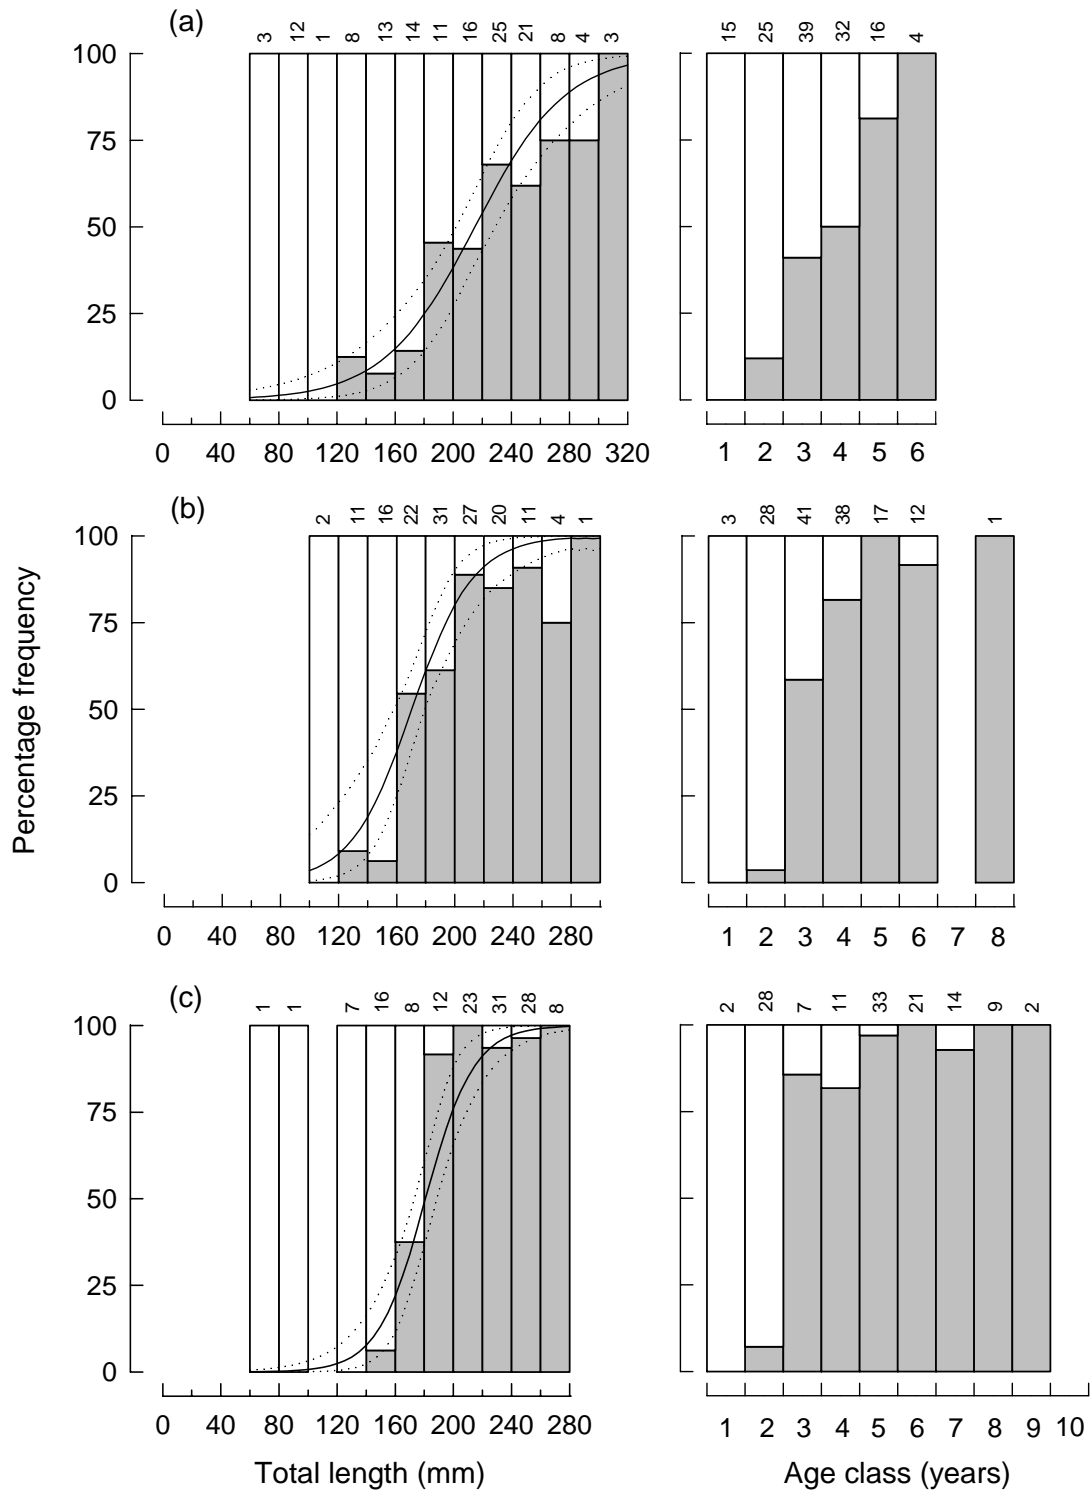 (a)
3 12 1 8 13 14 11 16 25 21 8 4 3
15 25 39 32 16 4
100
75
50
25
0
0 40 80 120 160 200 240 280 320
1 2 3 4 5 6
(b)
2 11 16 22 31 27 20 11 4 1
3 28 41 38 17 12 1
100
75
50
25
0
Percentage frequency
0 40 80 120 160 200 240 280
1 2 3 4 5 6 7 8
(c)
1 1 7 16 8 12 23 31 28 8
2 28 7 11 33 21 14 9 2
100
75
50
25
0
0 40 80 120 160 200 240 280
1 2 3 4 5 6 7 8 9 10
Total length (mm)
Age class (years)